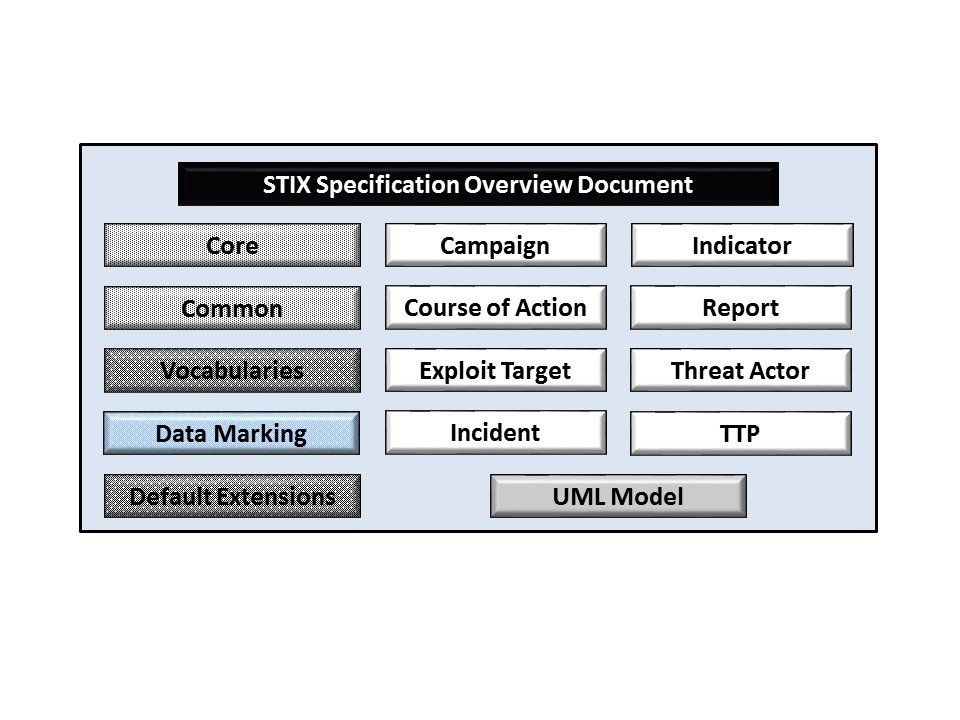 STIX Specification Overview Document
Core
Campaign
Indicator
Common
Course of Action
Report
Vocabularies
Exploit Target
Threat Actor
Data Marking
Incident
TTP
Default Extensions
UML Model